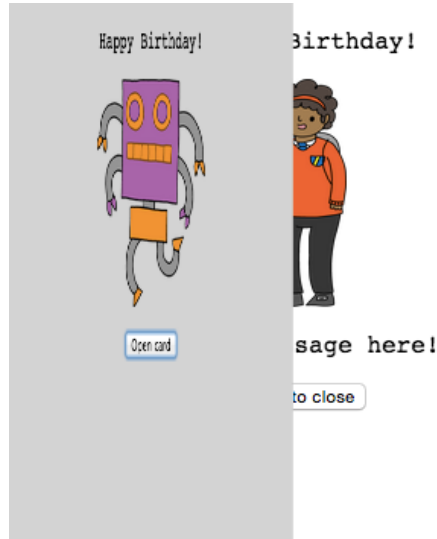 Happy Birthday!
Birthday!
Open card
sage here!
to close